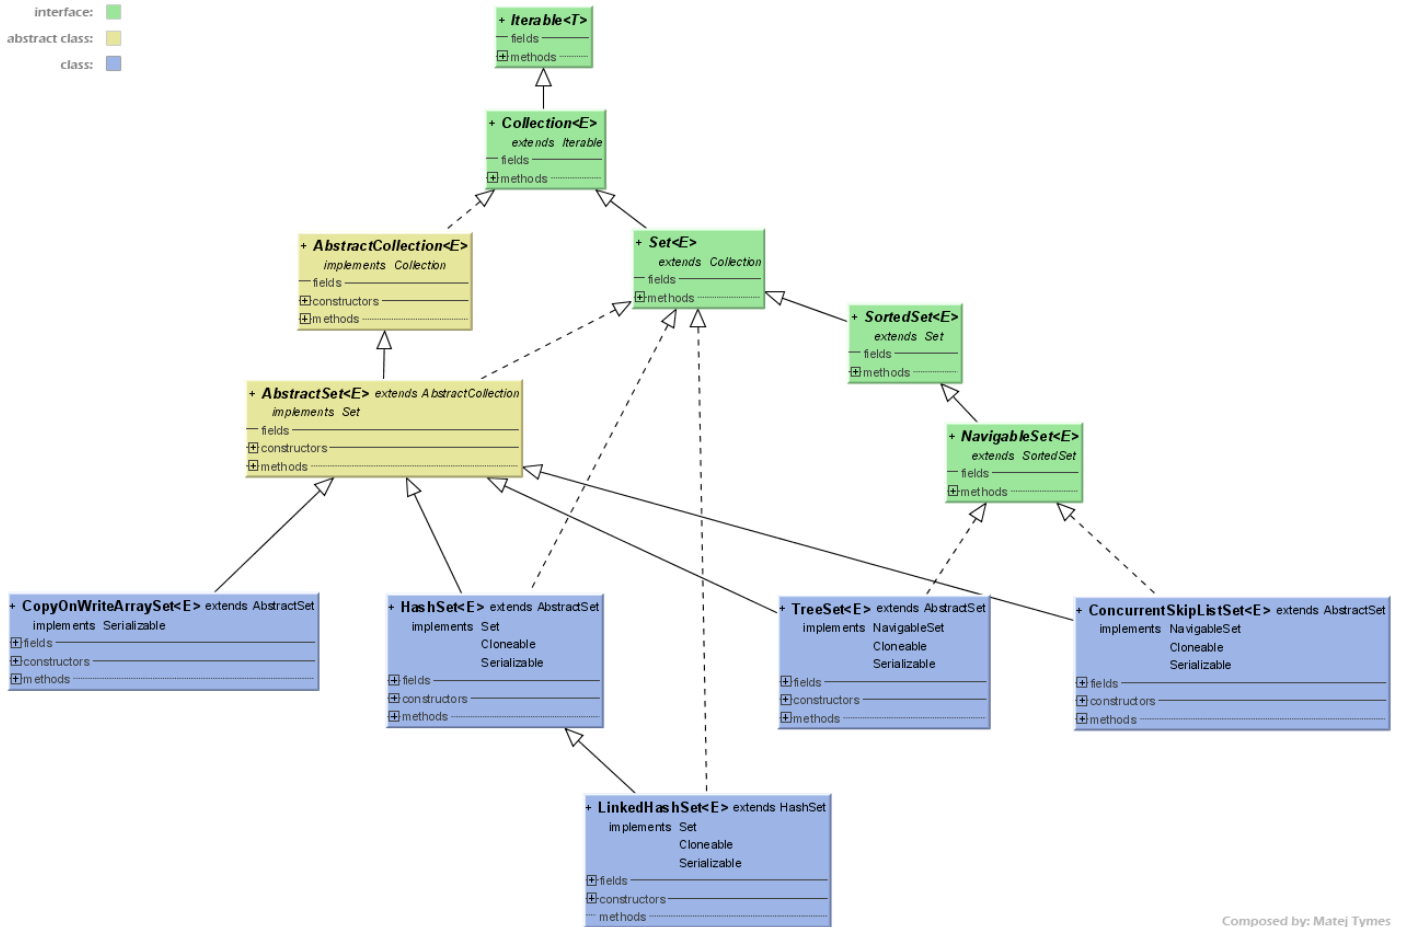 interface:
abstract class:
class:
+ Iterable<T>
fields
methods
+ Collection<E>
extends Iterable
fields
methods
+ AbstractCollection<E>
implements Collection
fields
constructors
methods
+ Set<E>
extends Collection
fields
methods
+ SortedSet<E>
extends Set
fields
methods
+ AbstractSet<E> extends AbstractCollection
implements Set
fields
constructors
methods
+ NavigableSet<E>
extends SortedSet
fields
methods
+ CopyOnWriteArraySet<E> extends AbstractSet
implements Serializable
fields
constructors
methods
+ HashSet<E> extends AbstractSet
implements Set
Cloneable
Serializable
fields
constructors
methods
+ TreeSet<E> extends AbstractSet
implements NavigableSet
Cloneable
Serializable
fields
constructors
methods
+ ConcurrentSkipListSet<E> extends AbstractSet
implements NavigableSet
Cloneable
Serializable
fields
constructors
methods
+ LinkedHashSet<E> extends HashSet
implements Set
Cloneable
Serializable
fields
constructors
methods
Composed by: Matej Tymes